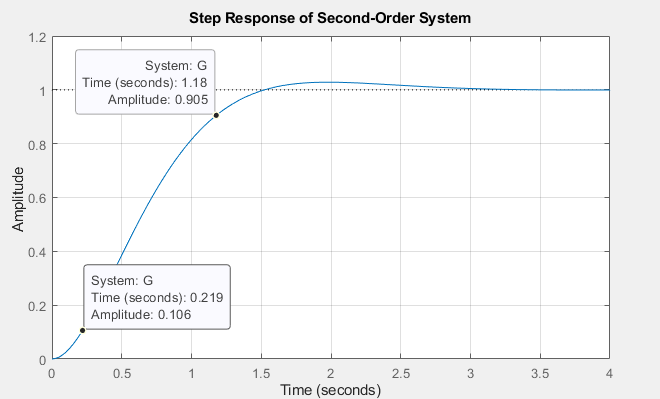 Step Response of Second-Order System
1.2
System: G
Time (seconds): 1.18
Amplitude: 0.905
1
0.8
Amplitude
0.6
0.4
System: G
Time (seconds): 0.219
Amplitude: 0.106
0.2
0
0 0.5 1 1.5 2 2.5 3 3.5 4
Time (seconds)